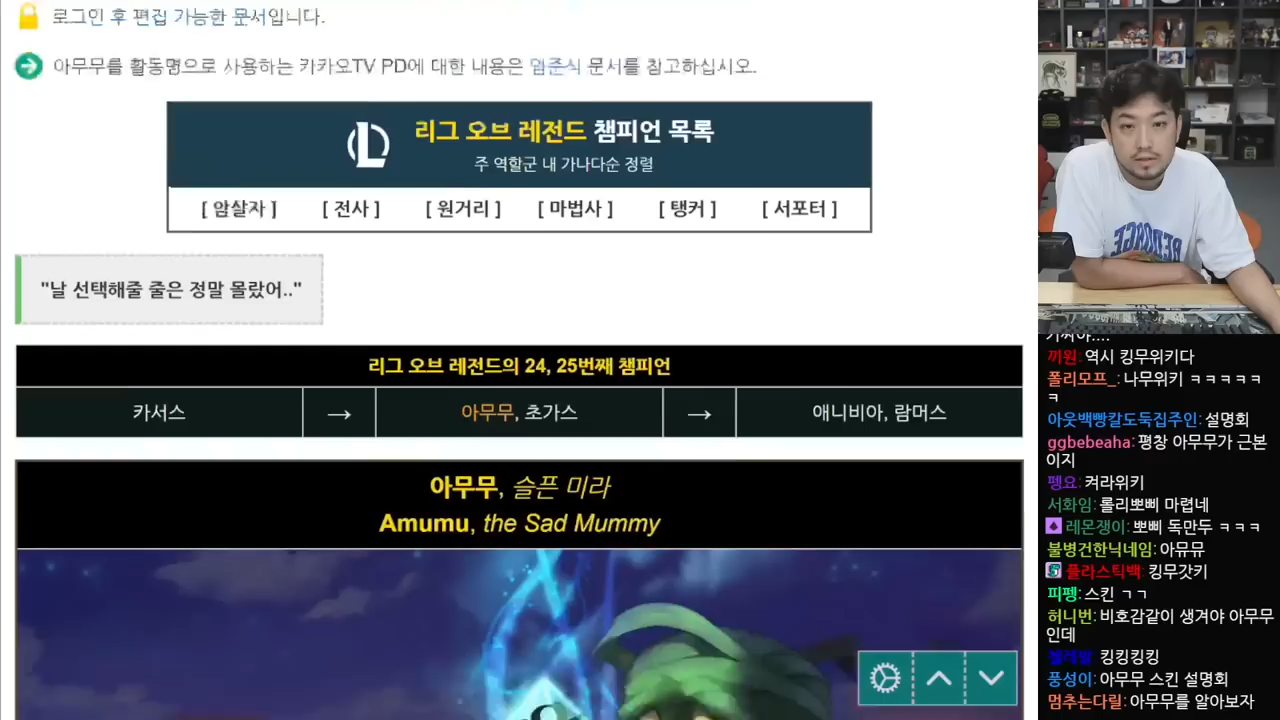 로그인 후 편집 가능한 문서입니다.
아무무를 활동명으로 사용하는 카카오TV PD에 대한 내용은 엄준식 문서를 참고하십시오.
리그 오브 레전드 챔피언 목록
주 역할군 내 가나다순 정렬
[ 암살자 ] [ 전사 ] [ 원거리 ] [ 마법사 ] [ 탱커 ] [ 서포터 ]
"날 선택해줄 줄은 정말 몰랐어.."
리그 오브 레전드의 24, 25번째 챔피언
카서스 → 아무무, 초가스 → 애니비아, 람머스
아무무, 슬픈 미라
Amumu, the Sad Mummy
끼원: 역시 킹무위키다
폴리모프_: 나무위키 ㅋㅋㅋㅋㅋ
ㅋ
아웃백빵칼도둑집주인: 설명회
ggbebeaha: 평창 아무무가 근본
이지
펭요: 켜라위키
서화임: 롤리뽀삐 마렵네
레몬쟁이: 뽀삐 독만두 ㅋㅋㅋ
불병건한닉네임: 아뮤뮤
플라스틱백: 킹무갓키
피펭: 스킨 ㄱㄱ
허니번: 비호감같이 생겨야 아무무
인데
킹킹킹킹
풍성이: 아무무 스킨 설명회
멈추는다릴: 아무무를 알아보자